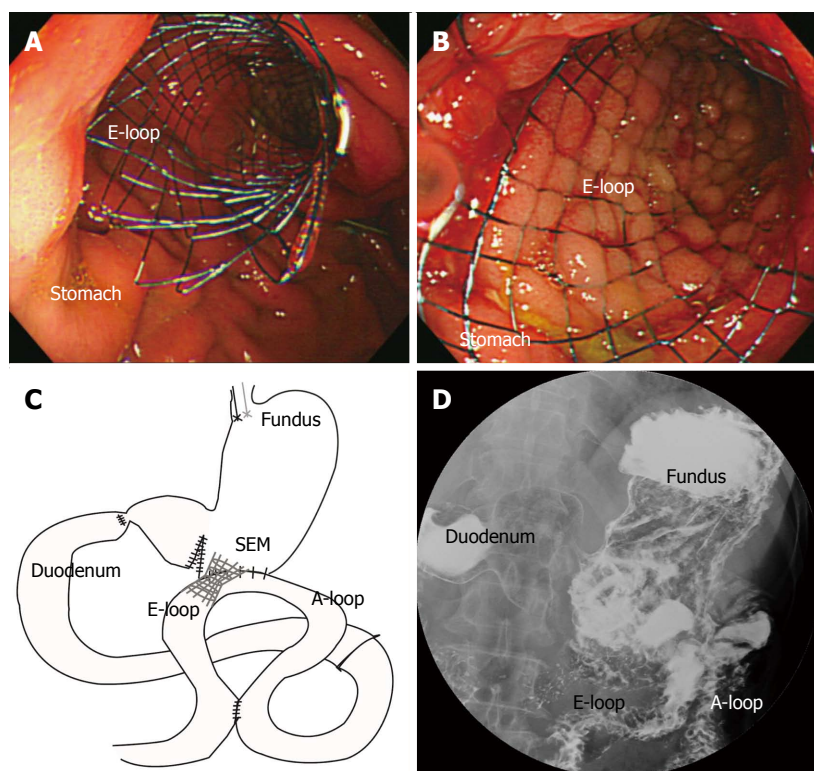 A
E-loop
Stomach
B
E-loop
Stomach
C
Fundus
SEM
Duodenum
E-loop
A-loop
D
Fundus
Duodenum
E-loop
A-loop